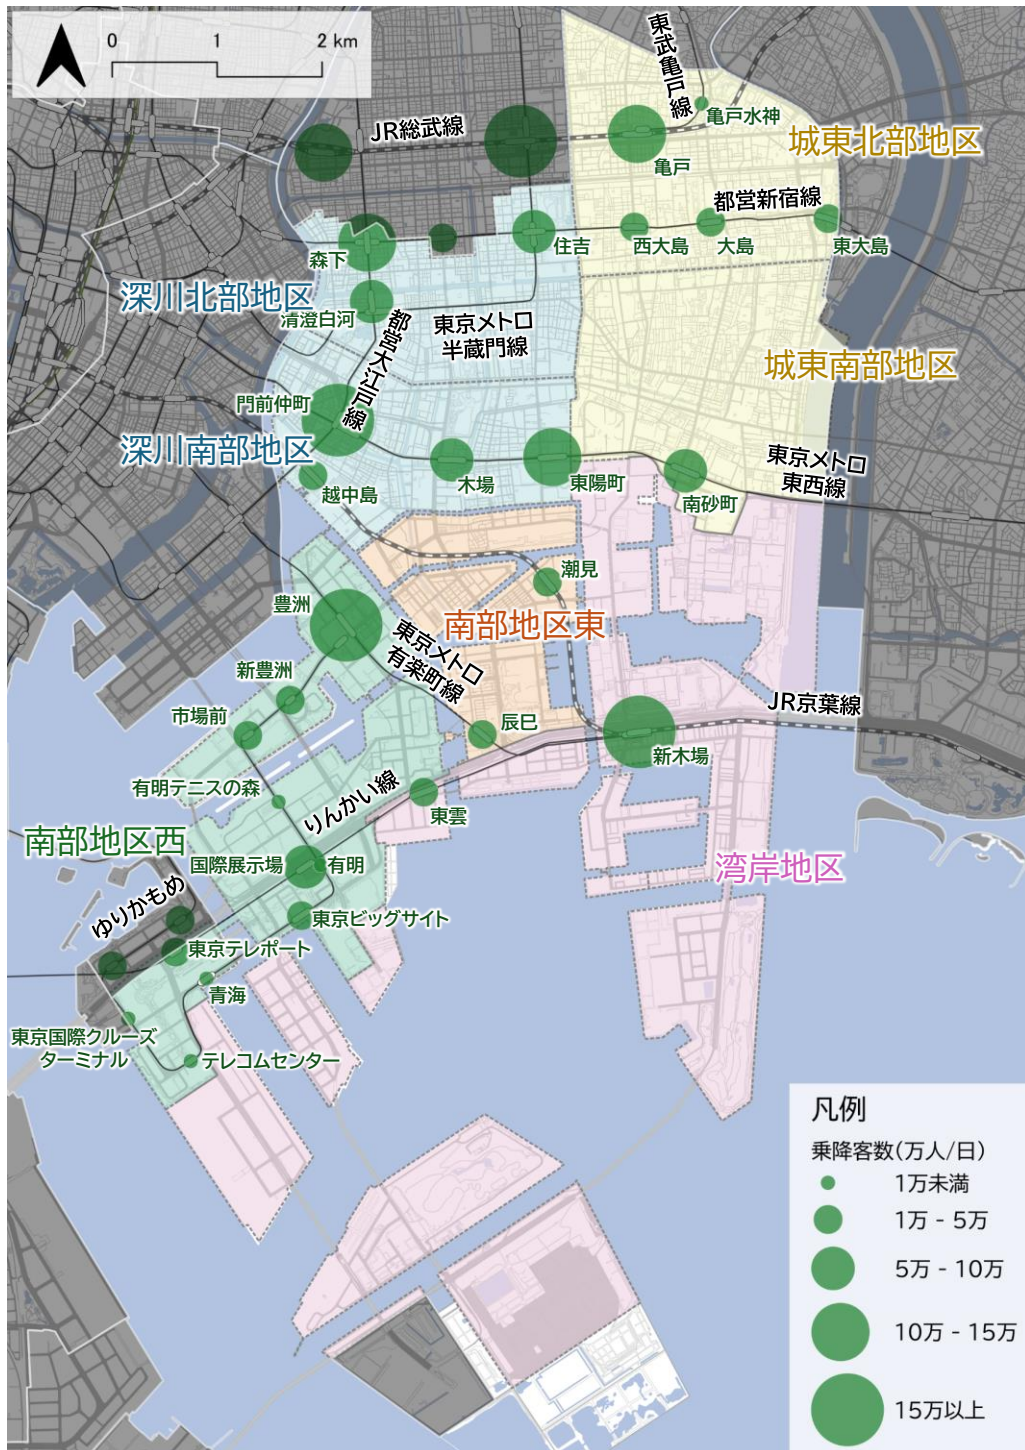 0 1 2 km
東武亀戸線
JR総武線
亀戸水神
城東北部地区
亀戸
都営新宿線
森下
住吉
西大島
大島
東大島
深川北部地区
清澄白河
都営大江戸線
東京メトロ
半蔵門線
城東南部地区
門前仲町
深川南部地区
越中島
木場
東陽町
南砂町
東京メトロ
東西線
潮見
豊洲
南部地区東
東京メトロ
有楽町線
新豊洲
市場前
辰巳
新木場
JR京葉線
有明テニスの森
りんかい線
東雲
南部地区西
国際展示場
有明
湾岸地区
ゆりかもめ
東京ビッグサイト
東京テレポート
青海
東京国際クルーズ
ターミナル
テレコムセンター
凡例
乗降客数(万人/日)
1万未満
1万 - 5万
5万 - 10万
10万 - 15万
15万以上